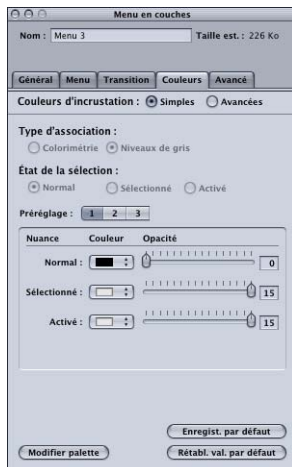 Menu en couches
Nom : Menu 3 Taille est. : 226 Ko
Général Menu Transition Couleurs Avancé
Couleurs d'incrustation : Simples Avancées
Type d'association :
Colorimétrie Niveaux de gris
État de la sélection :
Normal Sélectionné Activé
Préréglage : 1 2 3
Nuance Couleur Opacité
Normal : 0
Sélectionné : 15
Activé : 15
Enregist. par défaut
Modifier palette Rétabl. val. par défaut